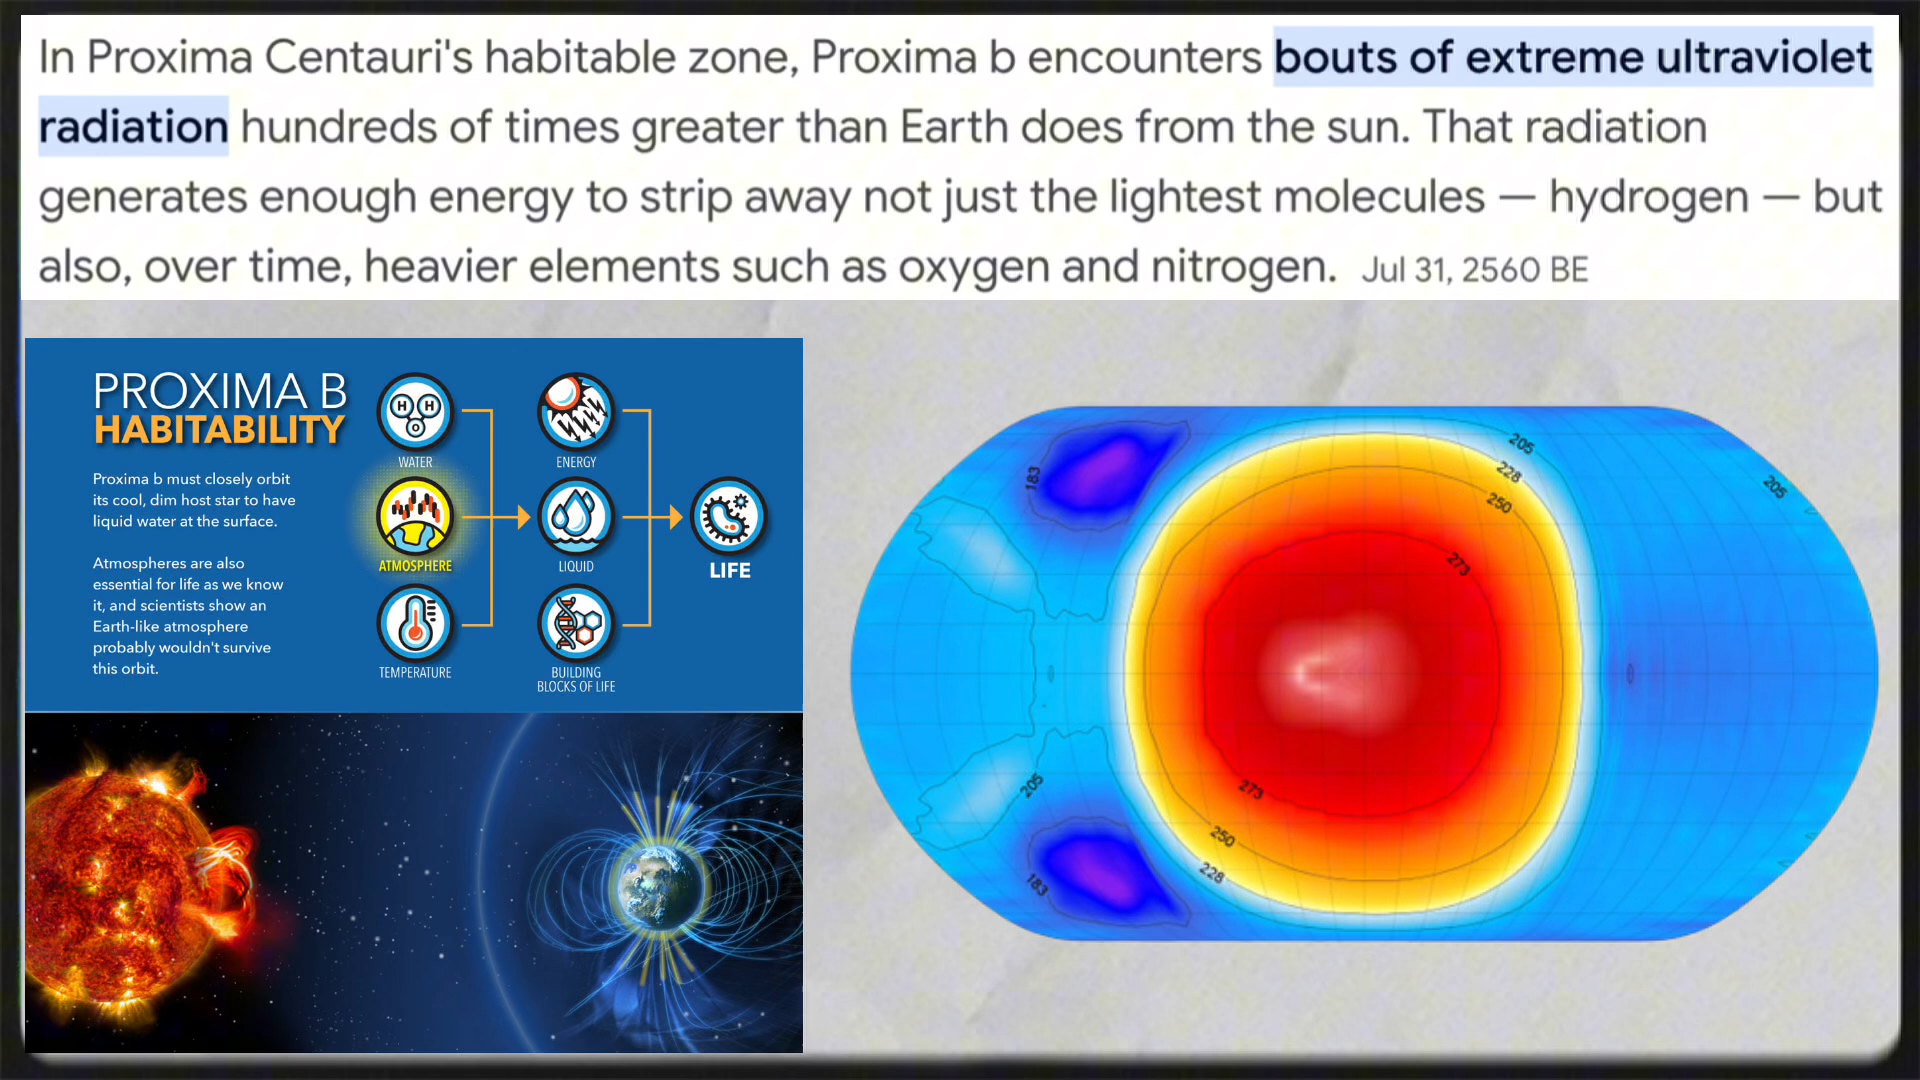 In Proxima Centauri's habitable zone, Proxima b encounters bouts of extreme ultraviolet
radiation hundreds of times greater than Earth does from the sun. That radiation
generates enough energy to strip away not just the lightest molecules — hydrogen — but
also, over time, heavier elements such as oxygen and nitrogen. Jul 31, 2560 BE
PROXIMA B
HABITABILITY
Proxima b must closely orbit
its cool, dim host star to have
liquid water at the surface.
Atmospheres are also
essential for life as we know
it, and scientists show an
Earth-like atmosphere
probably wouldn't survive
this orbit.
H H
O
WATER
ATMOSPHERE
TEMPERATURE
ENERGY
LIQUID
BUILDING
BLOCKS OF LIFE
LIFE
205
228
250
273
205
183
273
250
228
205
183